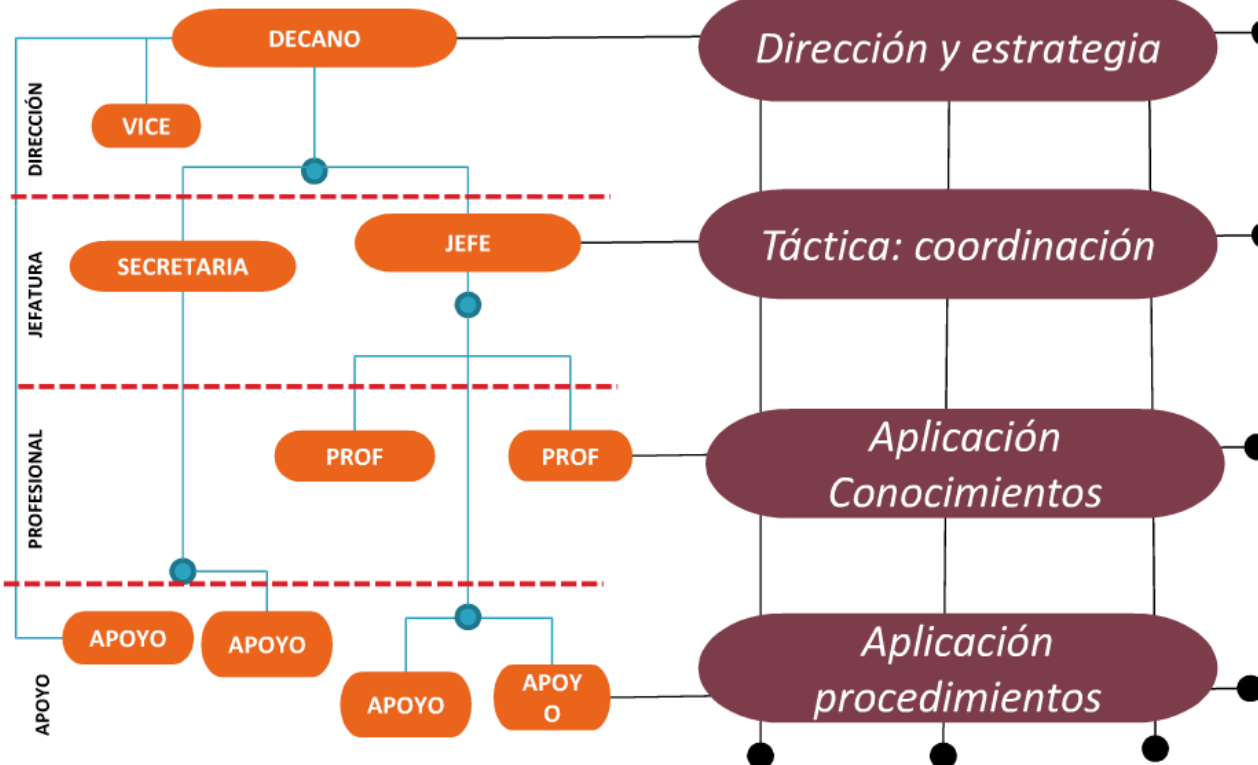 DECANO
Dirección y estrategia
DIRECCIÓN
VICE
JEFE
Táctica: coordinación
SECRETARIA
JEFATURA
PROFESIONAL
PROF
PROF
Aplicación
Conocimientos
APOYO
APOYO
APOYO
APOYO
APOY
O
Aplicación
procedimientos